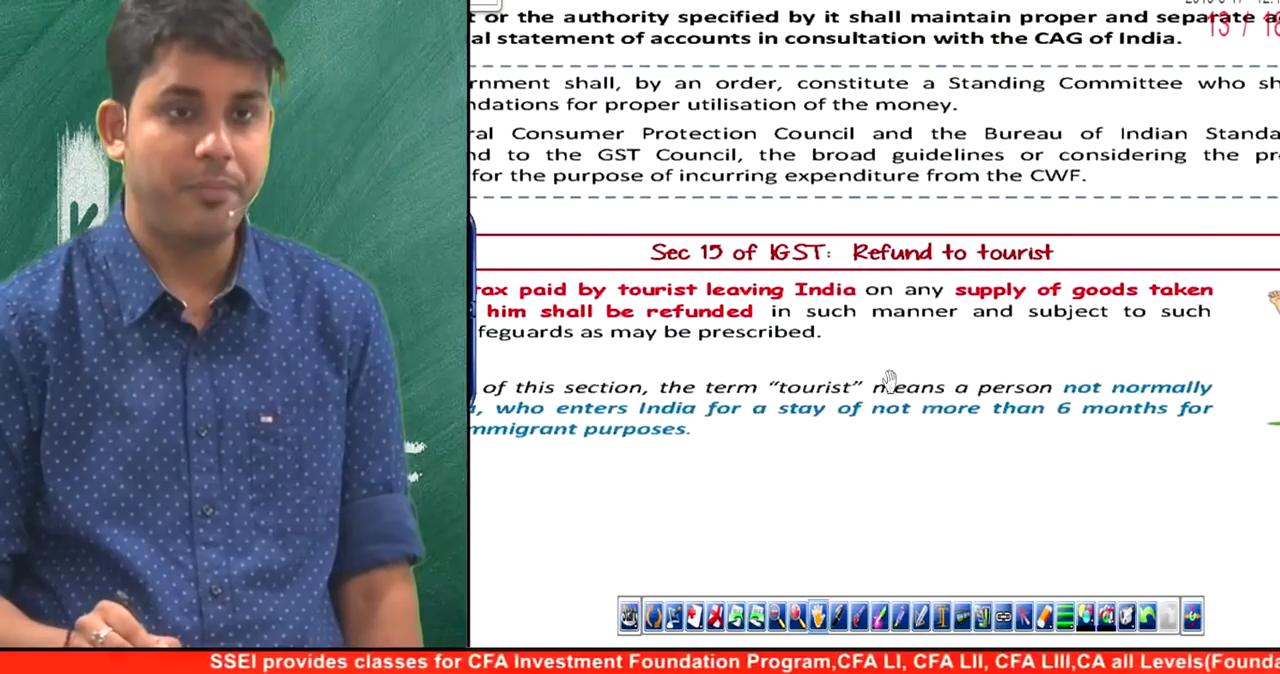 or the authority specified by it shall maintain proper and separate
al statement of accounts in consultation with the CAG of India.
13 / 18
rnment shall, by an order, constitute a Standing Committee who sh
ndations for proper utilisation of the money.
ral Consumer Protection Council and the Bureau of Indian Standa
nd to the GST Council, the broad guidelines or considering the pr
for the purpose of incurring expenditure from the CWF.
Sec 15 of IGST: Refund to tourist
tax paid by tourist leaving India on any supply of goods taken
him shall be refunded in such manner and subject to such
feguards as may be prescribed.
of this section, the term “tourist” means a person not normally
, who enters India for a stay of not more than 6 months for
mmigrant purposes.
SSEI provides classes for CFA Investment Foundation Program,CFA LI, CFA LII, CFA LIII,CA all Levels(Founda